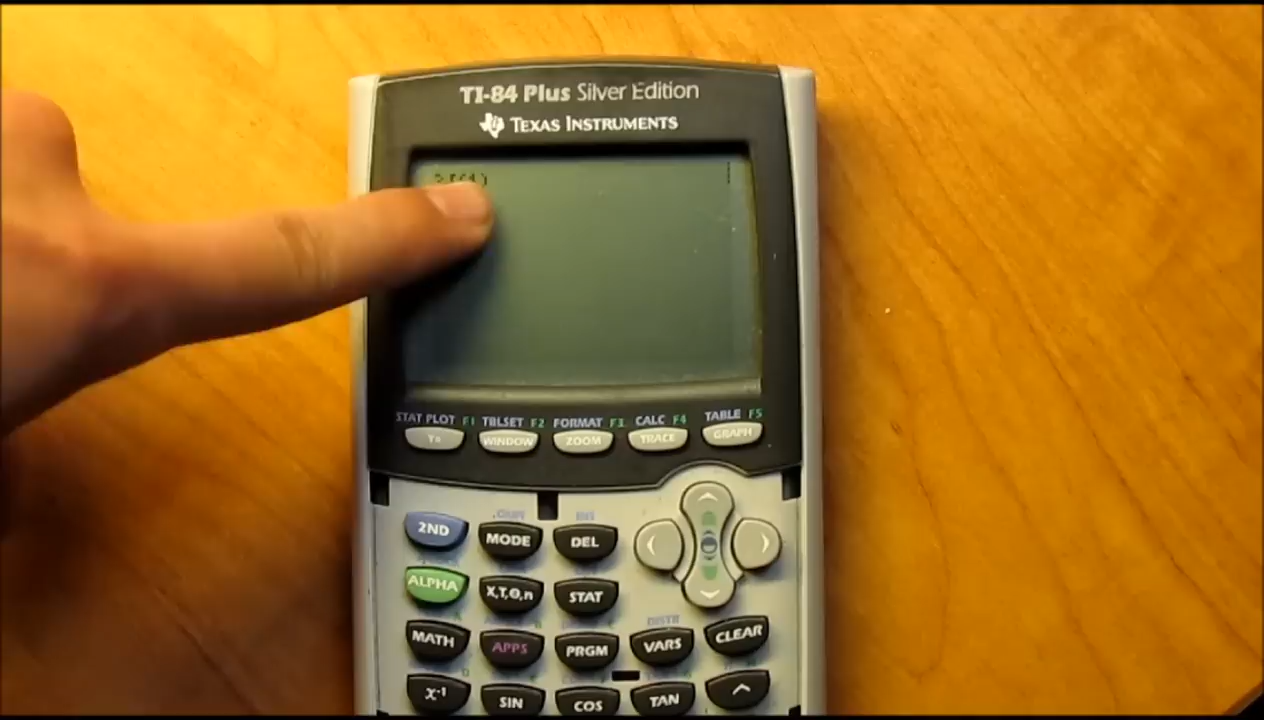 TI-84 Plus Silver Edition
TEXAS INSTRUMENTS
STAT PLOT F1 TBLSET F2 FORMAT F3 CALC F4 TABLE F5
Y= WINDOW ZOOM TRACE GRAPH
2ND MODE DEL
ALPHA X,T,Θ,n STAT
MATH APPS PRGM VARS CLEAR
x-1 SIN COS TAN ^